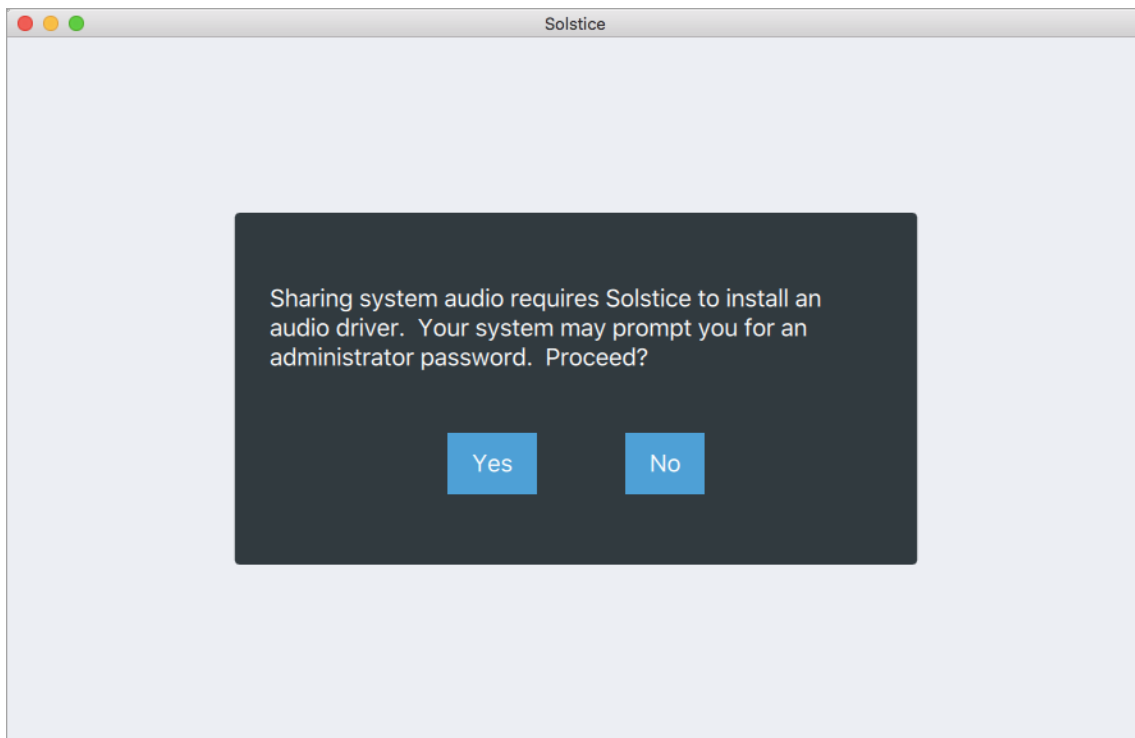 Solstice
Sharing system audio requires Solstice to install an
audio driver.  Your system may prompt you for an
administrator password.  Proceed?
Yes No